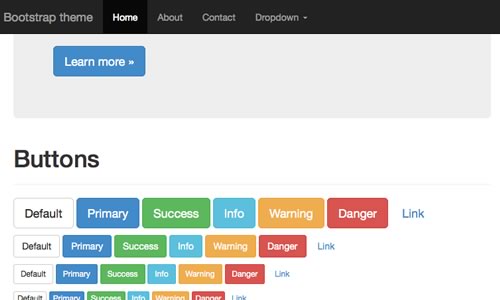 Bootstrap theme Home About Contact Dropdown
Learn more »
Buttons
Default Primary Success Info Warning Danger Link
Default Primary Success Info Warning Danger Link
Default Primary Success Info Warning Danger Link
Default Primary Success Info Warning Danger Link